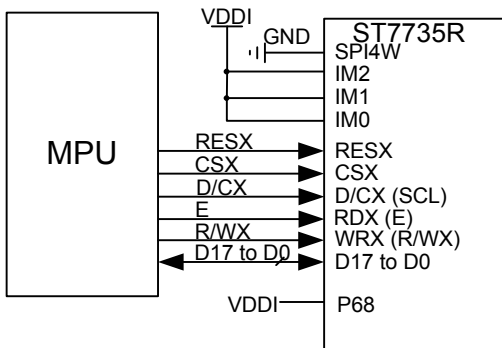 VDDI
ST7735R
GND
SPI4W
IM2
IM1
IM0
MPU
RESX RESX
CSX CSX
D/CX D/CX (SCL)
E RDX (E)
R/WX WRX (R/WX)
D17 to D0 D17 to D0
VDDI P68